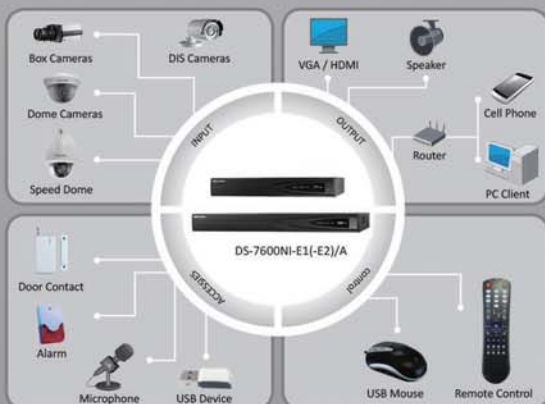 Box Cameras
DIS Cameras
Dome Cameras
Speed Dome
INPUT
VGA / HDMI
Speaker
Cell Phone
Router
PC Client
OUTPUT
DS-7600NI-E1(-E2)/A
Door Contact
Alarm
Microphone
USB Device
ACCESSIES
control
USB Mouse
Remote Control